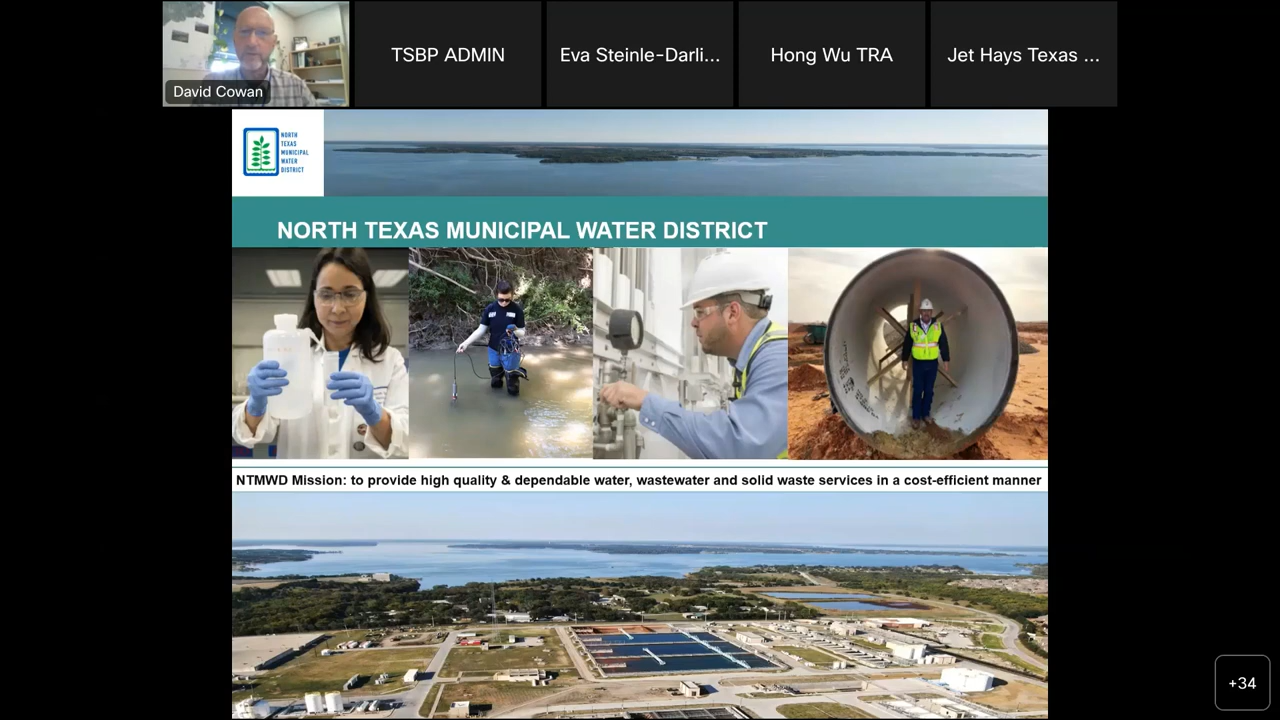 David Cowan
TSBP ADMIN
Eva Steinle-Darli...
Hong Wu TRA
Jet Hays Texas ...
NORTH
TEXAS
MUNICIPAL
WATER
DISTRICT
NORTH TEXAS MUNICIPAL WATER DISTRICT
NTMWD Mission: to provide high quality & dependable water, wastewater and solid waste services in a cost-efficient manner
+34